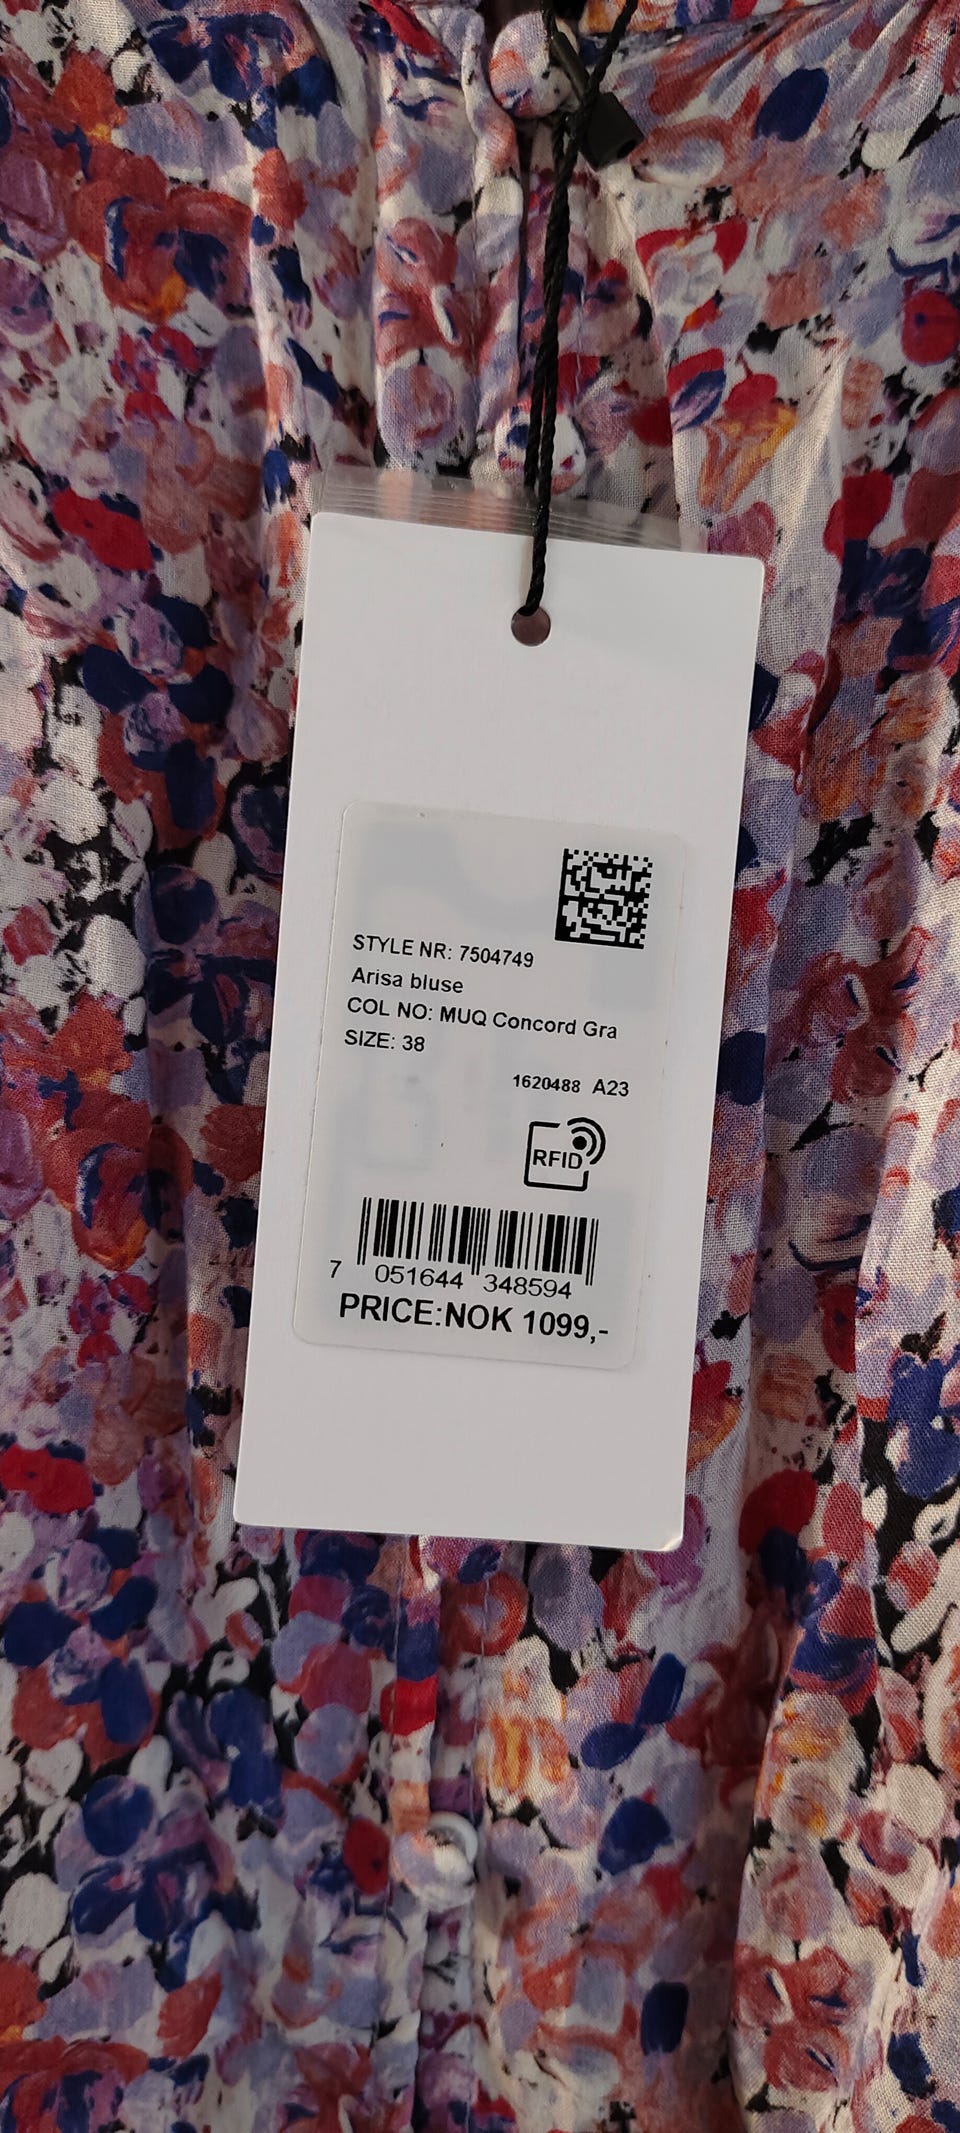 STYLE NR: 7504749
Arisa bluse
COL NO: MUQ Concord Gra
SIZE: 38
1620488 A23
RFID
7 051644 348594
PRICE:NOK 1099,-